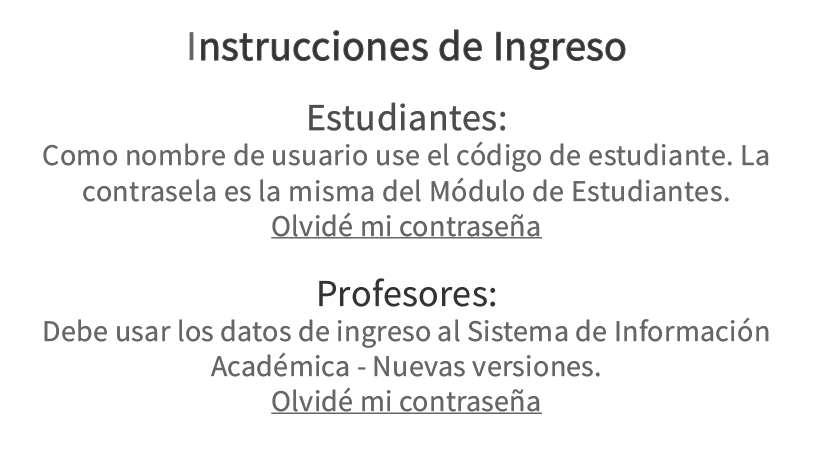 Instrucciones de Ingreso
Estudiantes:
Como nombre de usuario use el código de estudiante. La
contrasela es la misma del Módulo de Estudiantes.
Olvidé mi contraseña
Profesores:
Debe usar los datos de ingreso al Sistema de Información
Académica - Nuevas versiones.
Olvidé mi contraseña